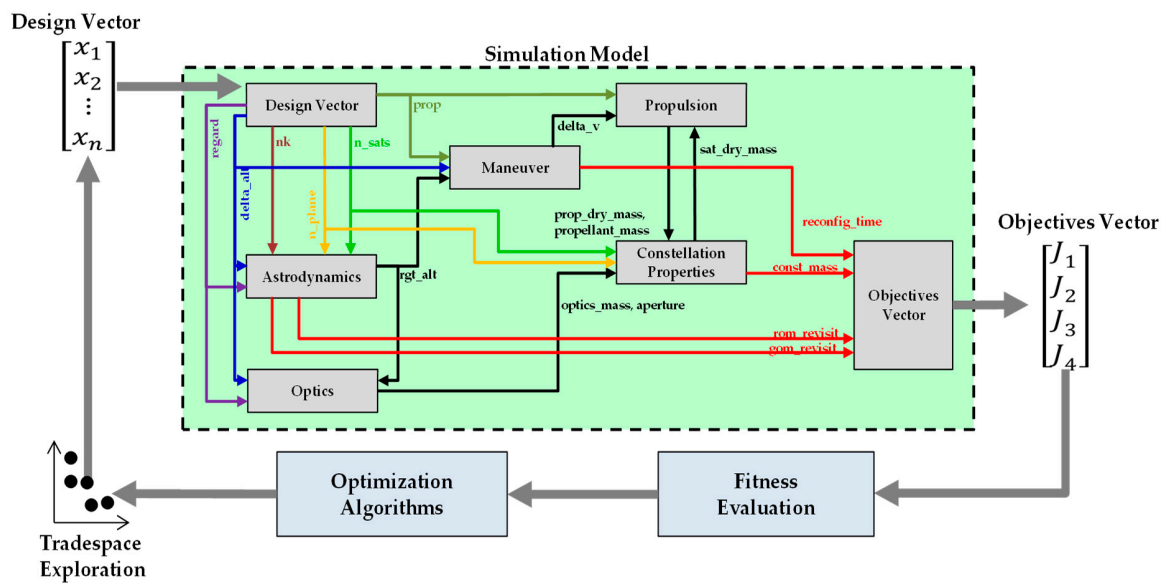 Design Vector
x1
x2
⋮
xn
Simulation Model
Design Vector
Propulsion
prop
regard
nk
n_sats
delta_v
Maneuver
sat_dry_mass
delta_alt
n_plane
prop_dry_mass,
propellant_mass
reconfig_time
Objectives Vector
Astrodynamics
rgt_alt
Constellation
Properties
const_mass
Objectives
Vector
optics_mass, aperture
rom_revisit
gom_revisit
J1
J2
J3
J4
Optics
Optimization
Algorithms
Fitness
Evaluation
Tradespace
Exploration